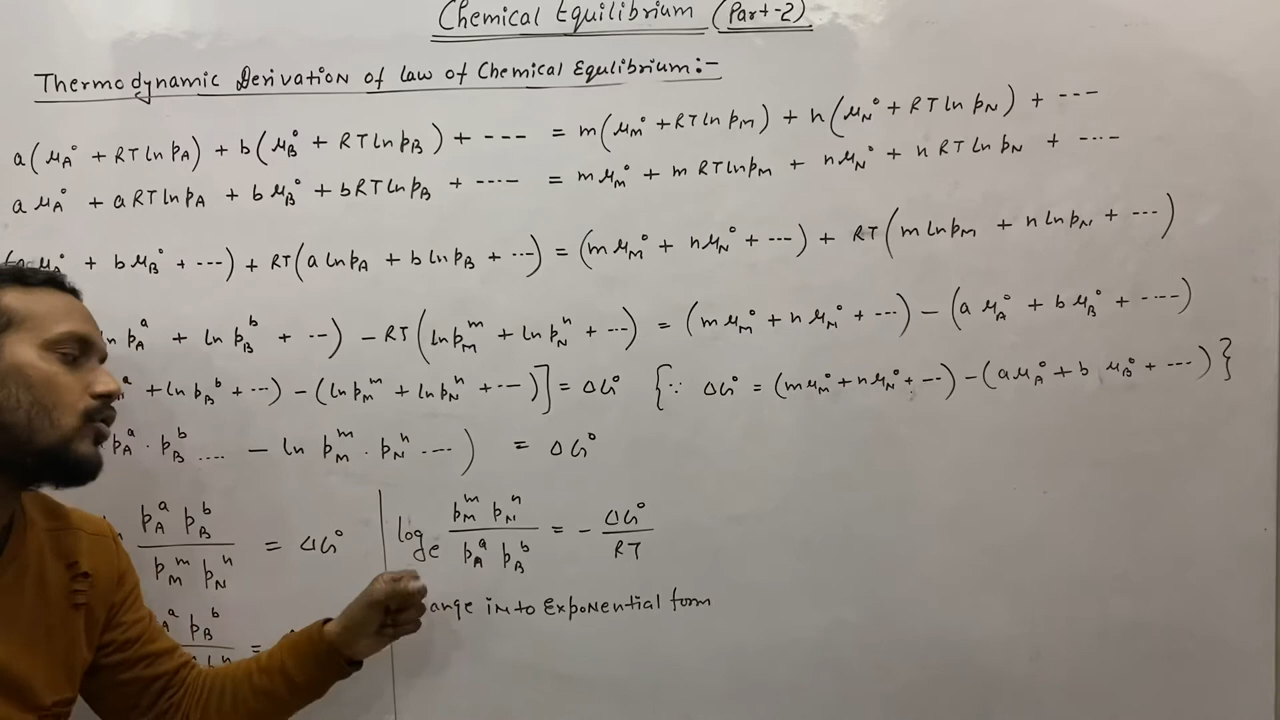 Chemical Equilibrium (Part-2)
Thermodynamic Derivation of Law of Chemical Equlibrium:-
a(μA° + RT ln pA) + b(μB° + RT ln pB) + --- = m(μM° + RT ln pM) + n(μN° + RT ln pN) + ---
a μA° + a RT ln pA + b μB° + b RT ln pB + ---- = m μM° + m RT ln pM + n μN° + n RT ln pN + ----
+ b μB° + ---) + RT(a ln pA + b ln pB + ---) = (m μM° + n μN° + ---) + RT(m ln pM + n ln pN + ---)
pA^a + ln pB^b + --) - RT(ln pM^m + ln pN^n + ---) = (m μM° + n μN° + ---) - (a μA° + b μB° + ----)
+ ln pB^b + ---) - (ln pM^m + ln pN^n + ---)] = ΔG° {∵ ΔG° = (m μM° + n μN° + ---) - (a μA° + b μB° + ---)}
pA^a . pB^b .... - ln pM^m . pN^n ---) = ΔG°
pA^a pB^b / pM^m pN^n = ΔG°
pB^b
=
loge pM^m pN^n / pA^a pB^b = - ΔG° / RT
into Exponential form